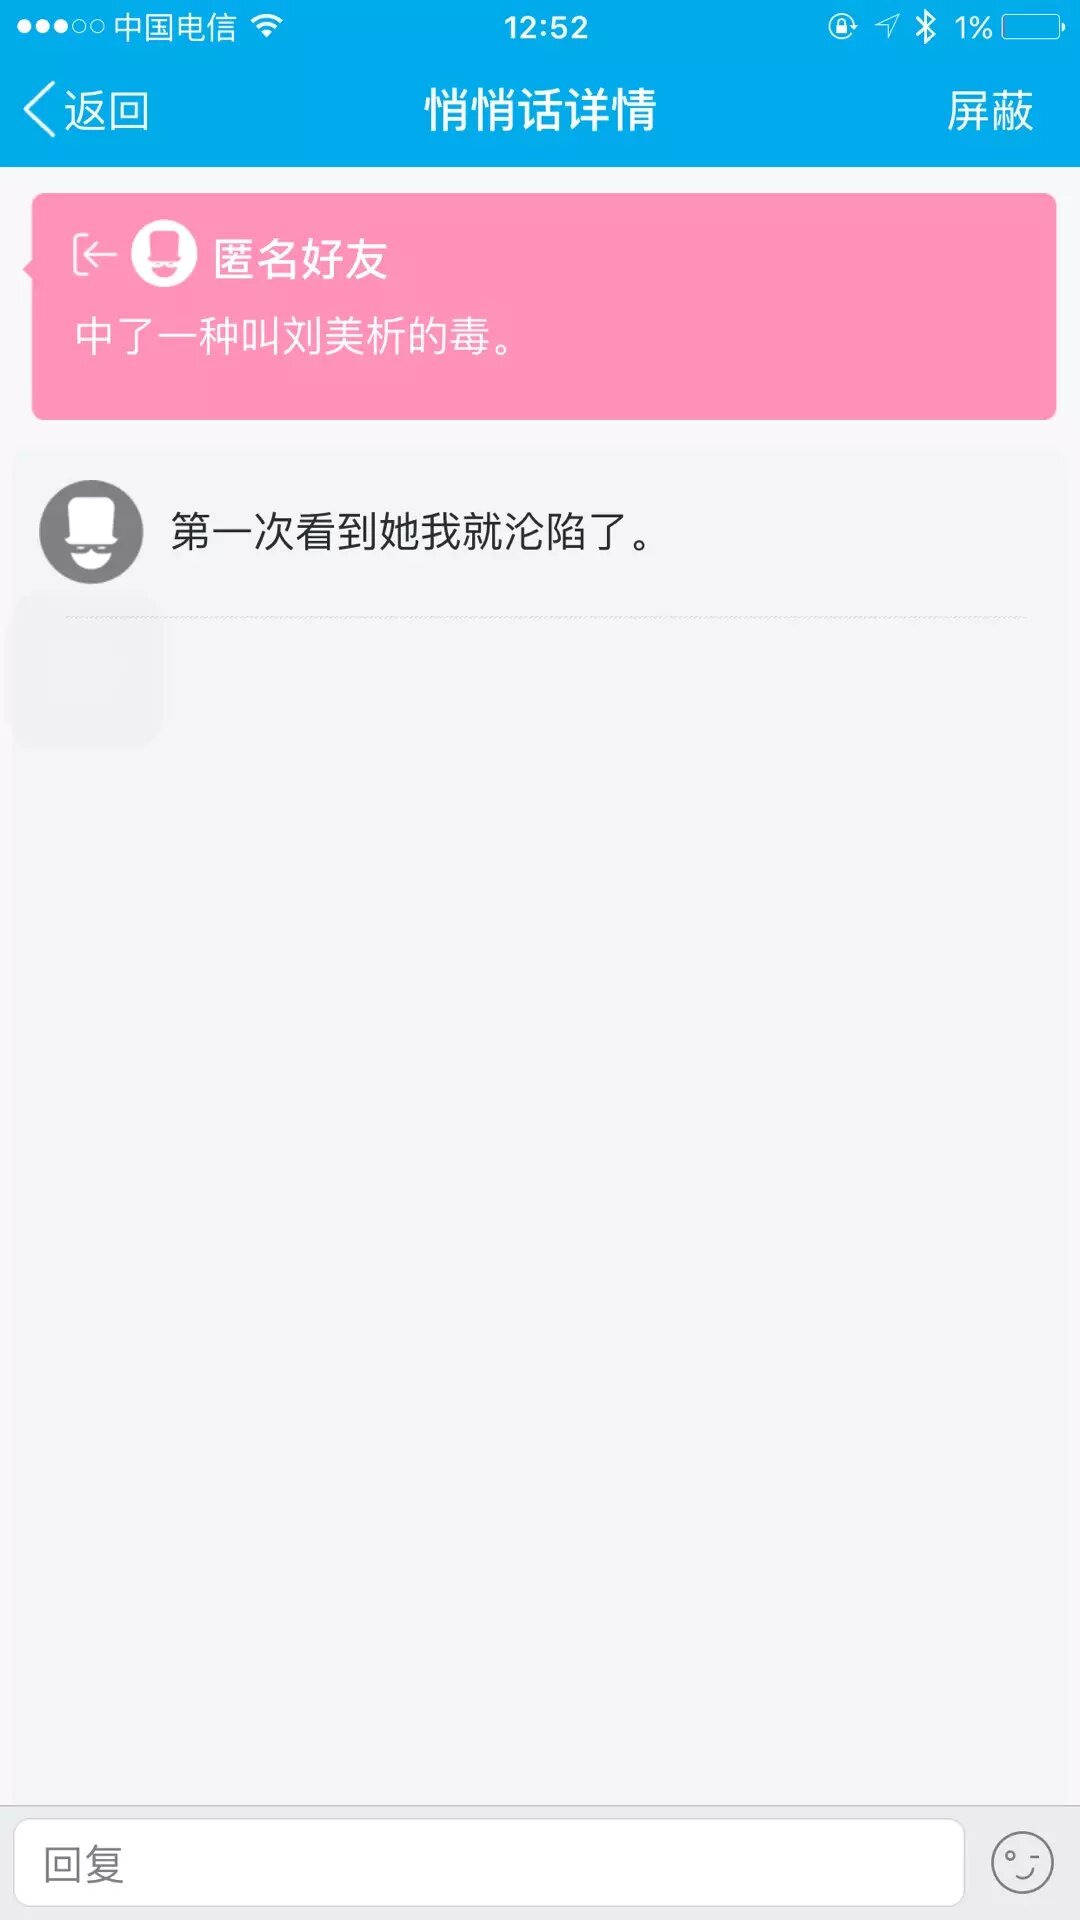 中国电信 12:52 1%
返回 悄悄话详情 屏蔽
匿名好友
中了一种叫刘美析的毒。
第一次看到她我就沦陷了。
回复